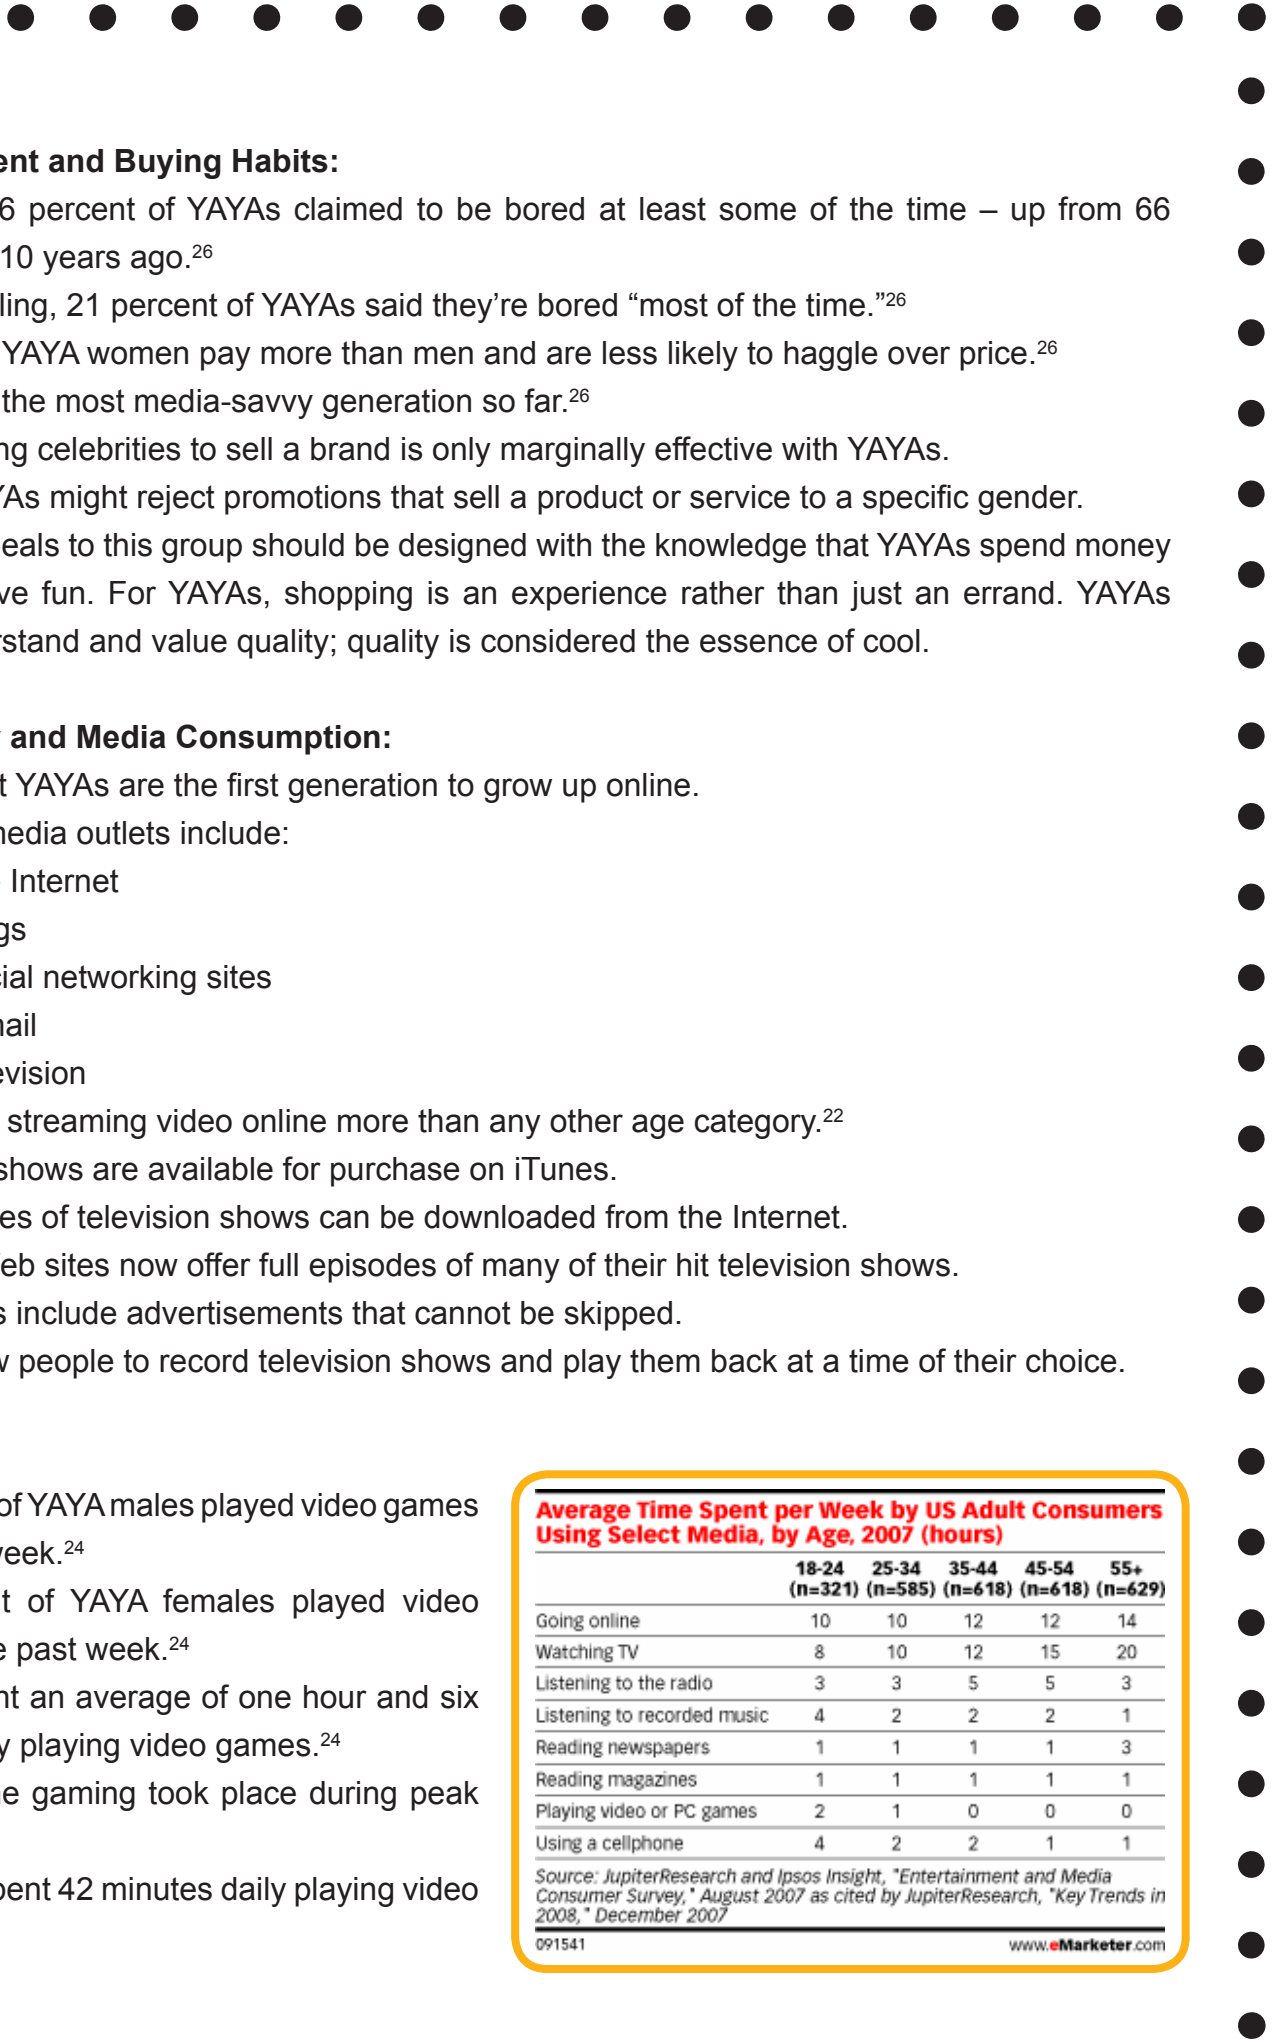 ent and Buying Habits:
6 percent of YAYAs claimed to be bored at least some of the time – up from 66
10 years ago.26
ling, 21 percent of YAYAs said they’re bored “most of the time.”26
YAYA women pay more than men and are less likely to haggle over price.26
the most media-savvy generation so far.26
ng celebrities to sell a brand is only marginally effective with YAYAs.
YAs might reject promotions that sell a product or service to a specific gender.
eals to this group should be designed with the knowledge that YAYAs spend money
ve fun. For YAYAs, shopping is an experience rather than just an errand. YAYAs
rstand and value quality; quality is considered the essence of cool.
and Media Consumption:
t YAYAs are the first generation to grow up online.
media outlets include:
Internet
gs
cial networking sites
nail
evision
streaming video online more than any other age category.22
shows are available for purchase on iTunes.
es of television shows can be downloaded from the Internet.
eb sites now offer full episodes of many of their hit television shows.
s include advertisements that cannot be skipped.
w people to record television shows and play them back at a time of their choice.
of YAYA males played video games
week.24
t of YAYA females played video
e past week.24
nt an average of one hour and six
y playing video games.24
ne gaming took place during peak
pent 42 minutes daily playing video
Average Time Spent per Week by US Adult Consumers
Using Select Media, by Age, 2007 (hours)
18-24 25-34 35-44 45-54 55+
(n=321) (n=585) (n=618) (n=618) (n=629)
Going online 10 10 12 12 14
Watching TV 8 10 12 15 20
Listening to the radio 3 3 5 5 3
Listening to recorded music 4 2 2 2 1
Reading newspapers 1 1 1 1 3
Reading magazines 1 1 1 1 1
Playing video or PC games 2 1 0 0 0
Using a cellphone 4 2 2 1 1
Source: JupiterResearch and Ipsos Insight, "Entertainment and Media
Consumer Survey," August 2007 as cited by JupiterResearch, "Key Trends in
2008," December 2007
091541 www.eMarketer.com